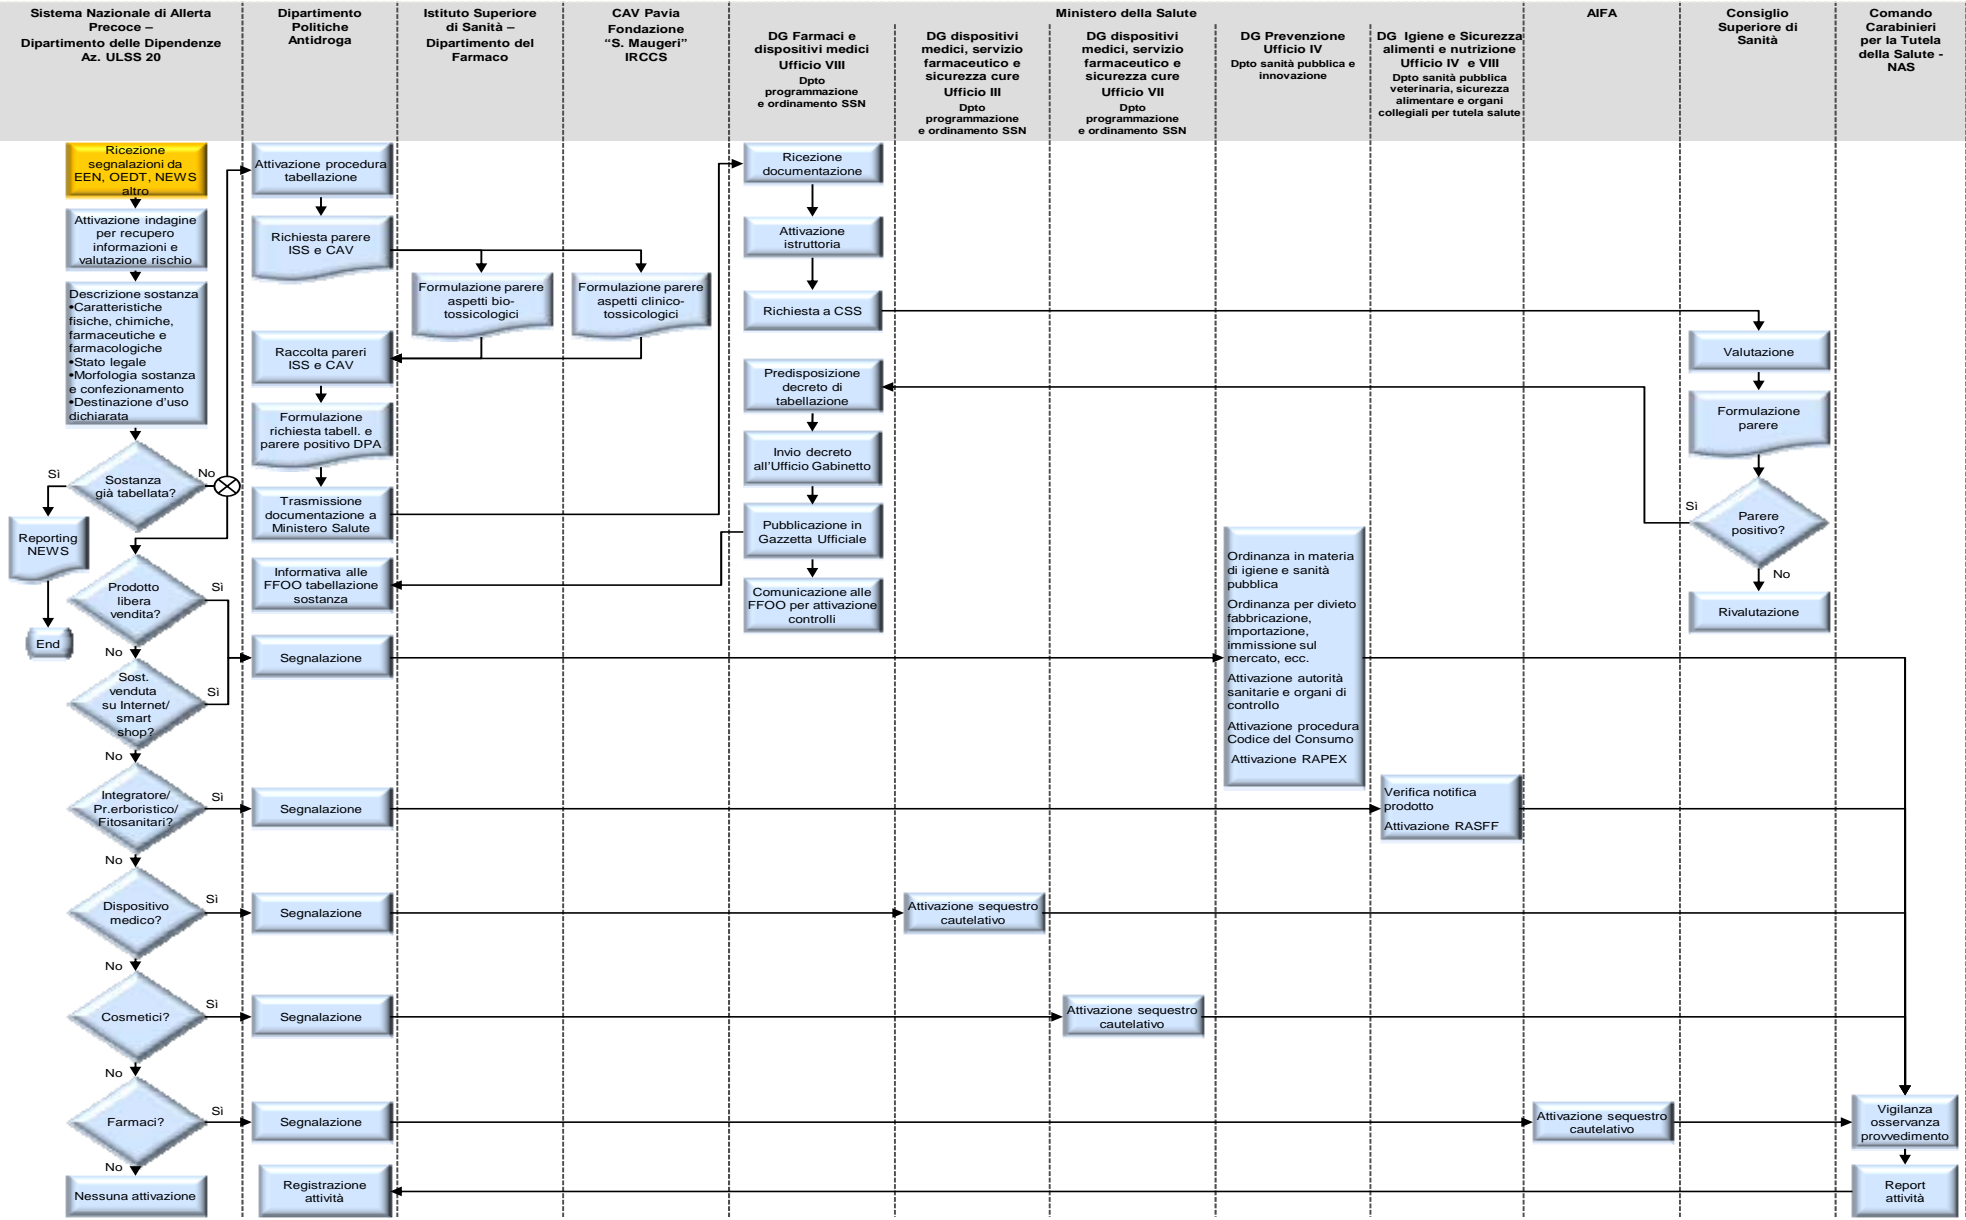 Sistema Nazionale di Allerta
Precoce –
Dipartimento delle Dipendenze
Az. ULSS 20
Dipartimento
Politiche
Antidroga
Istituto Superiore
di Sanità –
Dipartimento del
Farmaco
CAV Pavia
Fondazione
“S. Maugeri”
IRCCS
Ministero della Salute
DG Farmaci e
dispositivi medici
Ufficio VIII
Dpto
programmazione
e ordinamento SSN
DG dispositivi
medici, servizio
farmaceutico e
sicurezza cure
Ufficio III
Dpto
programmazione
e ordinamento SSN
DG dispositivi
medici, servizio
farmaceutico e
sicurezza cure
Ufficio VII
Dpto
programmazione
e ordinamento SSN
DG Prevenzione
Ufficio IV
Dpto sanità pubblica e
innovazione
DG Igiene e Sicurezza
alimenti e nutrizione
Ufficio IV e VIII
Dpto sanità pubblica
veterinaria, sicurezza
alimentare e organi
collegiali per tutela salute
AIFA
Consiglio
Superiore di
Sanità
Comando
Carabinieri
per la Tutela
della Salute -
NAS
Ricezione
segnalazioni da
EEN, OEDT, NEWS
altro
Attivazione indagine
per recupero
informazioni e
valutazione rischio
Descrizione sostanza
•Caratteristiche
fisiche, chimiche,
farmaceutiche e
farmacologiche
•Stato legale
•Morfologia sostanza
e confezionamento
•Destinazione d’uso
dichiarata
Sì
Sostanza
già tabellata?
No
Reporting
NEWS
End
Prodotto
libera
vendita?
Sì
No
Sost.
venduta
su Internet/
smart
shop?
Sì
No
Integratore/
Pr.erboristico/
Fitosanitari?
Sì
No
Dispositivo
medico?
Sì
No
Cosmetici?
Sì
No
Farmaci?
Sì
No
Nessuna attivazione
Attivazione procedura
tabellazione
Richiesta parere
ISS e CAV
Raccolta pareri
ISS e CAV
Formulazione
richiesta tabell. e
parere positivo DPA
Trasmissione
documentazione a
Ministero Salute
Informativa alle
FFOO tabellazione
sostanza
Segnalazione
Segnalazione
Segnalazione
Segnalazione
Segnalazione
Registrazione
attività
Formulazione parere
aspetti bio-
tossicologici
Formulazione parere
aspetti clinico-
tossicologici
Ricezione
documentazione
Attivazione
istruttoria
Richiesta a CSS
Predisposizione
decreto di
tabellazione
Invio decreto
all’Ufficio Gabinetto
Pubblicazione in
Gazzetta Ufficiale
Comunicazione alle
FFOO per attivazione
controlli
Attivazione sequestro
cautelativo
Attivazione sequestro
cautelativo
Ordinanza in materia
di igiene e sanità
pubblica
Ordinanza per divieto
fabbricazione,
importazione,
immissione sul
mercato, ecc.
Attivazione autorità
sanitarie e organi di
controllo
Attivazione procedura
Codice del Consumo
Attivazione RAPEX
Verifica notifica
prodotto
Attivazione RASFF
Attivazione sequestro
cautelativo
Valutazione
Formulazione
parere
Sì
Parere
positivo?
No
Rivalutazione
Vigilanza
osservanza
provvedimento
Report
attività